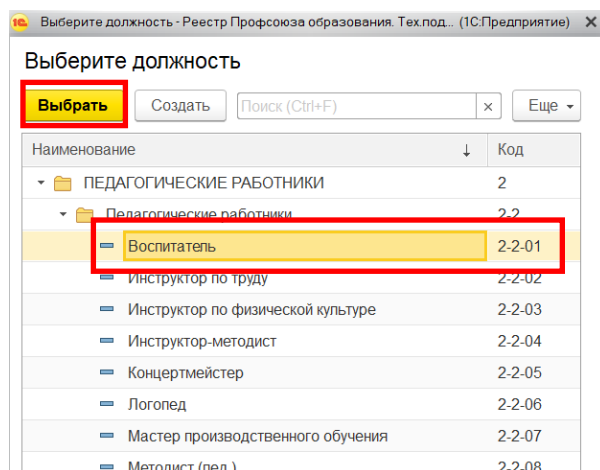 1С Выберите должность - Реестр Профсоюза образования. Тех.под... (1С:Предприятие) ×
Выберите должность
Выбрать Создать Поиск (Ctrl+F) × Еще
Наименование ↓ Код
ПЕДАГОГИЧЕСКИЕ РАБОТНИКИ 2
Педагогические работники 2-2
Воспитатель 2-2-01
Инструктор по труду 2-2-02
Инструктор по физической культуре 2-2-03
Инструктор-методист 2-2-04
Концертмейстер 2-2-05
Логопед 2-2-06
Мастер производственного обучения 2-2-07
Методист (пед.) 2-2-08